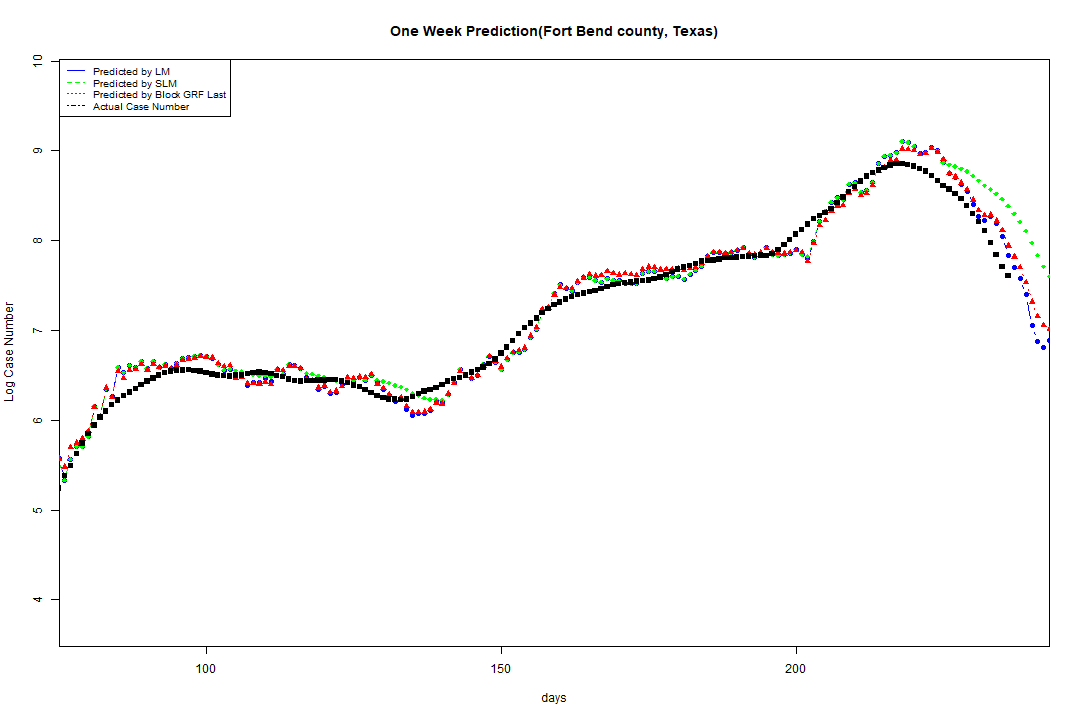 One Week Prediction(Fort Bend county, Texas)
Predicted by LM
Predicted by SLM
Predicted by Block GRF Last
Actual Case Number
10
9
8
7
6
5
4
Log Case Number
100
150
200
days